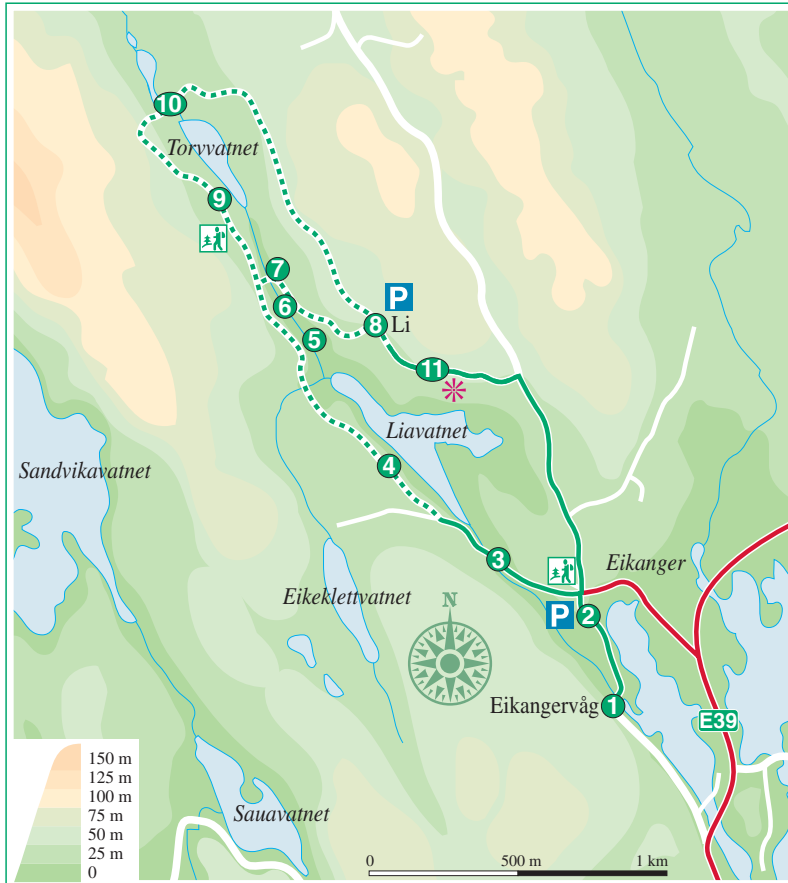 10
Torvvatnet
9
7
P
6
8 Li
5
11
Liavatnet
Sandvikavatnet
4
3
Eikanger
Eikeklettvatnet
N
P 2
Eikangervåg 1
E39
150 m
125 m
100 m
75 m
50 m
25 m
0
Sauavatnet
0 500 m 1 km